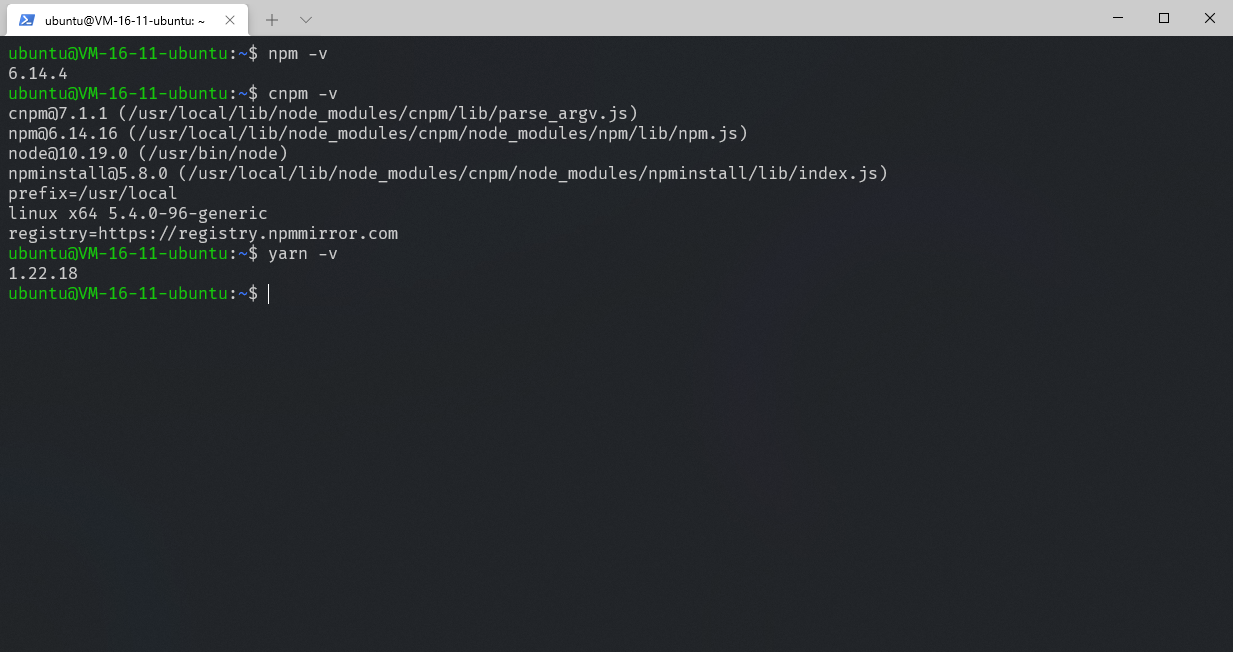 ubuntu@VM-16-11-ubuntu: ~
ubuntu@VM-16-11-ubuntu:~$ npm -v
6.14.4
ubuntu@VM-16-11-ubuntu:~$ cnpm -v
cnpm@7.1.1 (/usr/local/lib/node_modules/cnpm/lib/parse_argv.js)
npm@6.14.16 (/usr/local/lib/node_modules/cnpm/node_modules/npm/lib/npm.js)
node@10.19.0 (/usr/bin/node)
npminstall@5.8.0 (/usr/local/lib/node_modules/cnpm/node_modules/npminstall/lib/index.js)
prefix=/usr/local
linux x64 5.4.0-96-generic
registry=https://registry.npmmirror.com
ubuntu@VM-16-11-ubuntu:~$ yarn -v
1.22.18
ubuntu@VM-16-11-ubuntu:~$